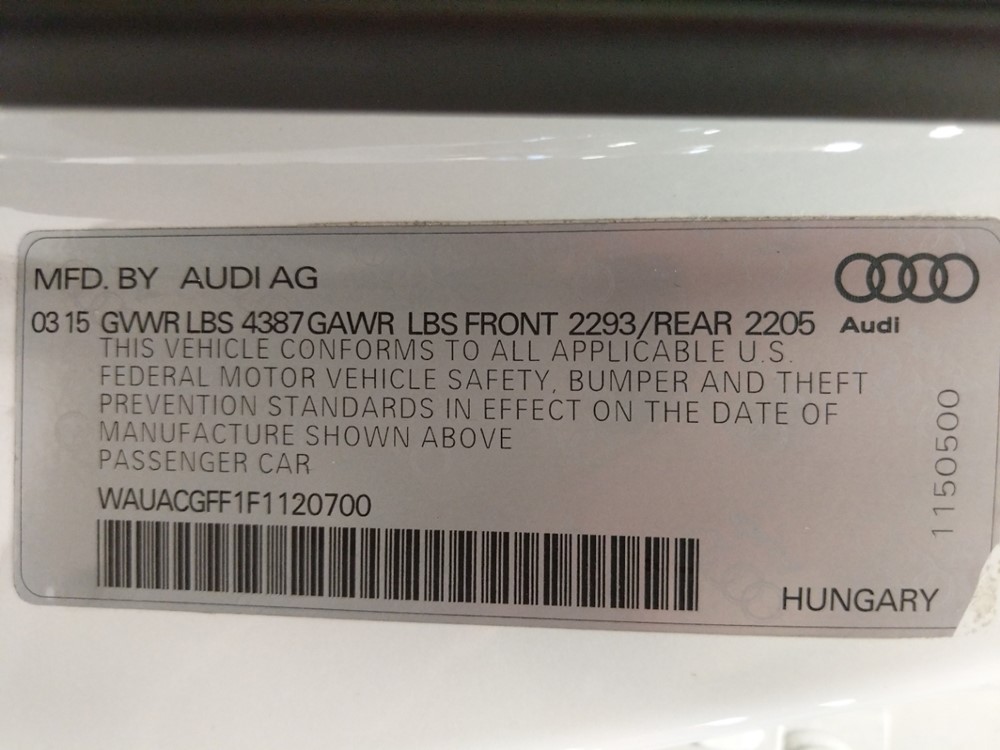 MFD. BY AUDI AG
03 15 GVWR LBS 4387 GAWR LBS FRONT 2293/REAR 2205
Audi
THIS VEHICLE CONFORMS TO ALL APPLICABLE U.S.
FEDERAL MOTOR VEHICLE SAFETY, BUMPER AND THEFT
PREVENTION STANDARDS IN EFFECT ON THE DATE OF
MANUFACTURE SHOWN ABOVE
PASSENGER CAR
WAUACGFF1F1120700
1150500
HUNGARY